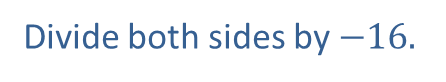 Divide both sides by −16.